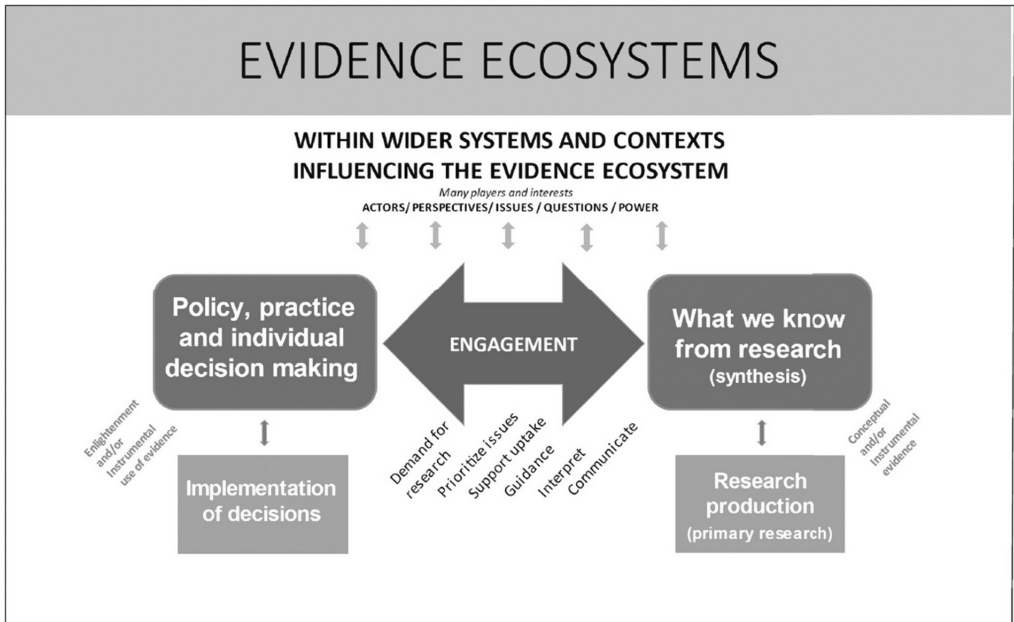 EVIDENCE ECOSYSTEMS
WITHIN WIDER SYSTEMS AND CONTEXTS
INFLUENCING THE EVIDENCE ECOSYSTEM
Many players and interests
ACTORS/ PERSPECTIVES/ ISSUES / QUESTIONS / POWER
Policy, practice
and individual
decision making
ENGAGEMENT
What we know
from research
(synthesis)
Enlightenment
and/or
Instrumental
use of evidence
Implementation
of decisions
Demand for
research
Prioritize issues
Support uptake
Guidance
Interpret
Communicate
Research
production
(primary research)
Conceptual
and/or
Instrumental
evidence